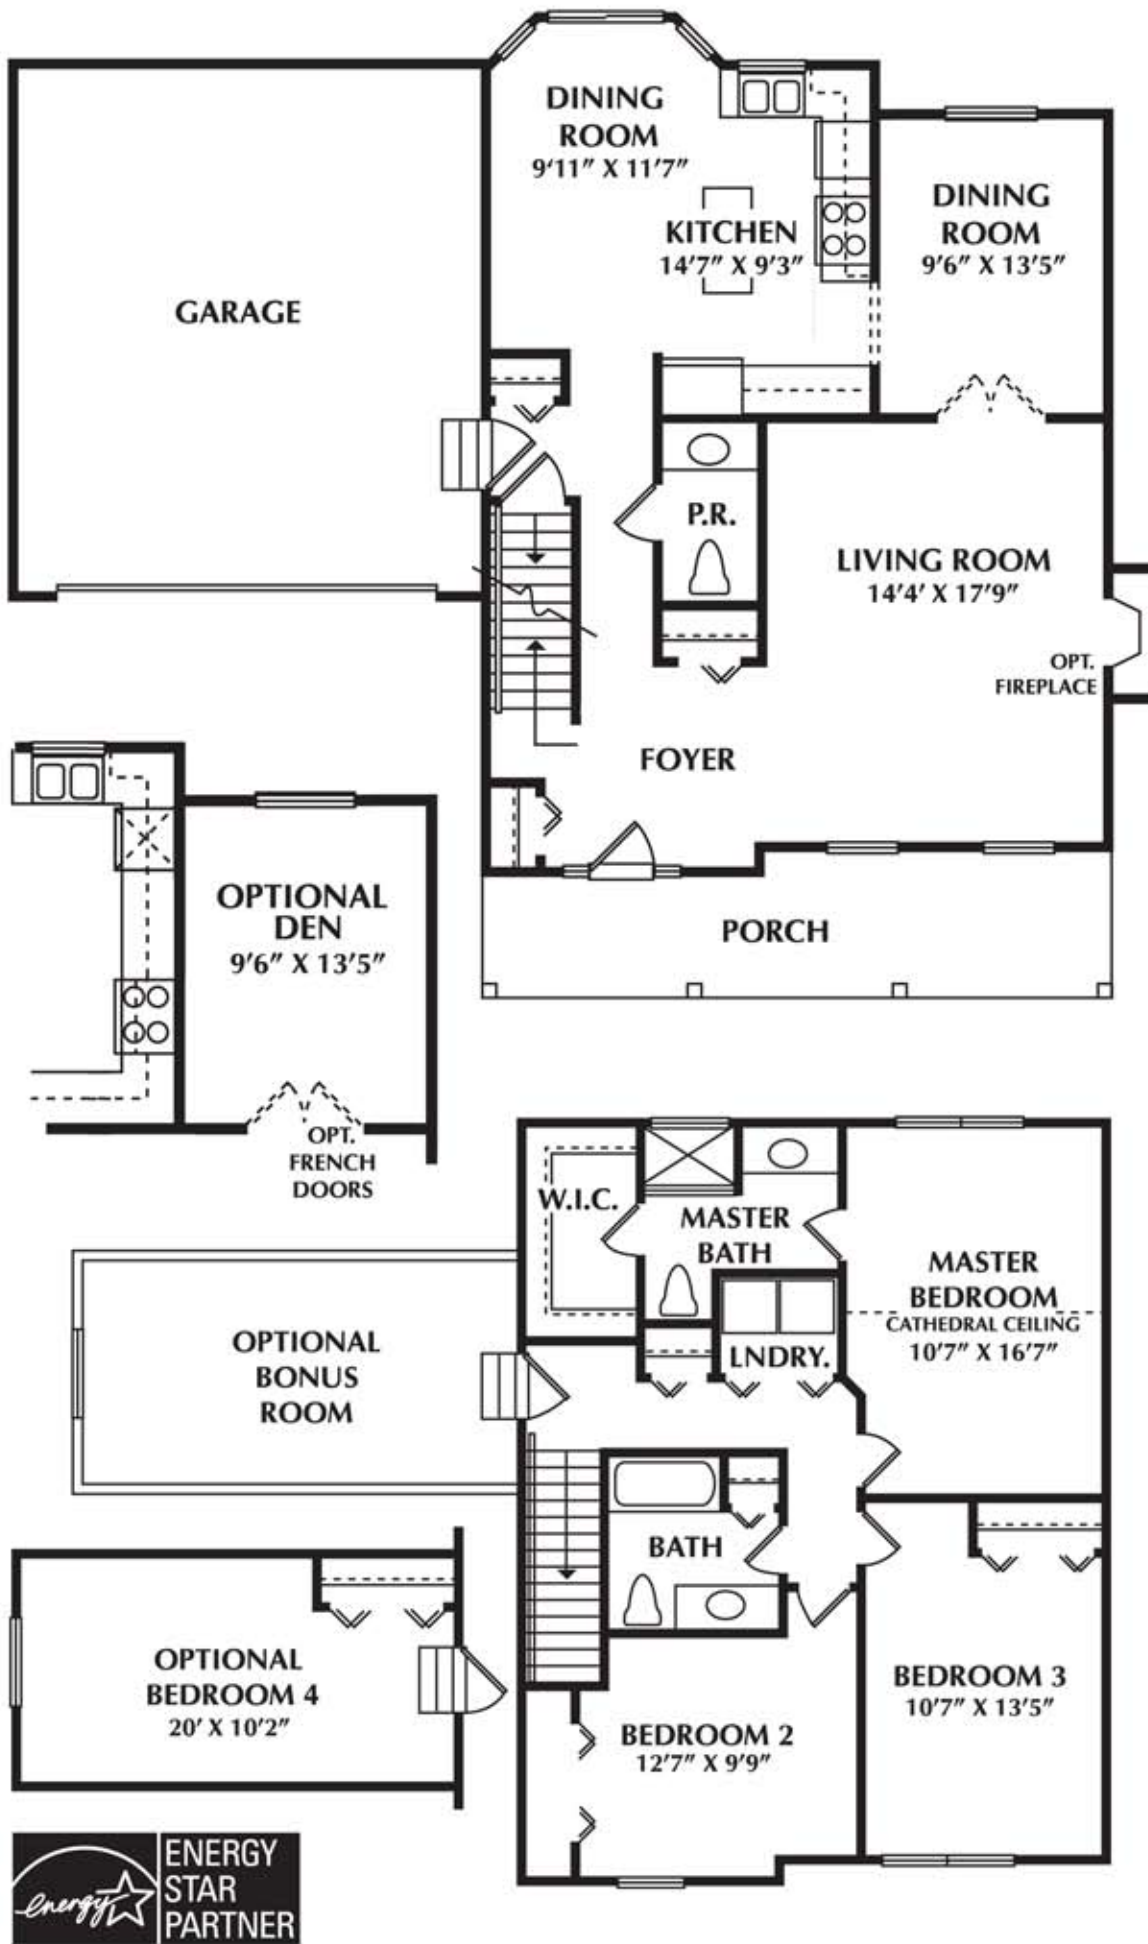 DINING
ROOM
9'11" X 11'7"
KITCHEN
14'7" X 9'3"
DINING
ROOM
9'6" X 13'5"
GARAGE
P.R.
LIVING ROOM
14'4' X 17'9"
OPT.
FIREPLACE
FOYER
PORCH
OPTIONAL
DEN
9'6" X 13'5"
OPT.
FRENCH
DOORS
W.I.C.
MASTER
BATH
MASTER
BEDROOM
CATHEDRAL CEILING
10'7" X 16'7"
LNDRY.
OPTIONAL
BONUS
ROOM
BATH
OPTIONAL
BEDROOM 4
20' X 10'2"
BEDROOM 2
12'7" X 9'9"
BEDROOM 3
10'7" X 13'5"
energy
ENERGY
STAR
PARTNER